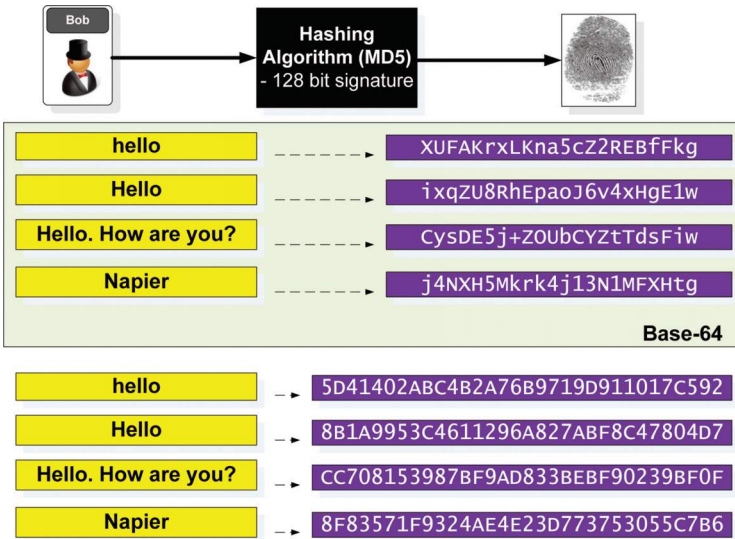 Bob
Hashing
Algorithm (MD5)
- 128 bit signature
hello XUFAKrxLKna5cZ2REBfFkg
Hello ixqZU8RhEpaoJ6v4xHgE1w
Hello. How are you? CysDE5j+ZOUbCYZtTdsFiw
Napier j4NXH5Mkrk4j13N1MFXHtg
Base-64
hello 5D41402ABC4B2A76B9719D911017C592
Hello 8B1A9953C4611296A827ABF8C47804D7
Hello. How are you? CC708153987BF9AD833BEBF90239BF0F
Napier 8F83571F9324AE4E23D773753055C7B6